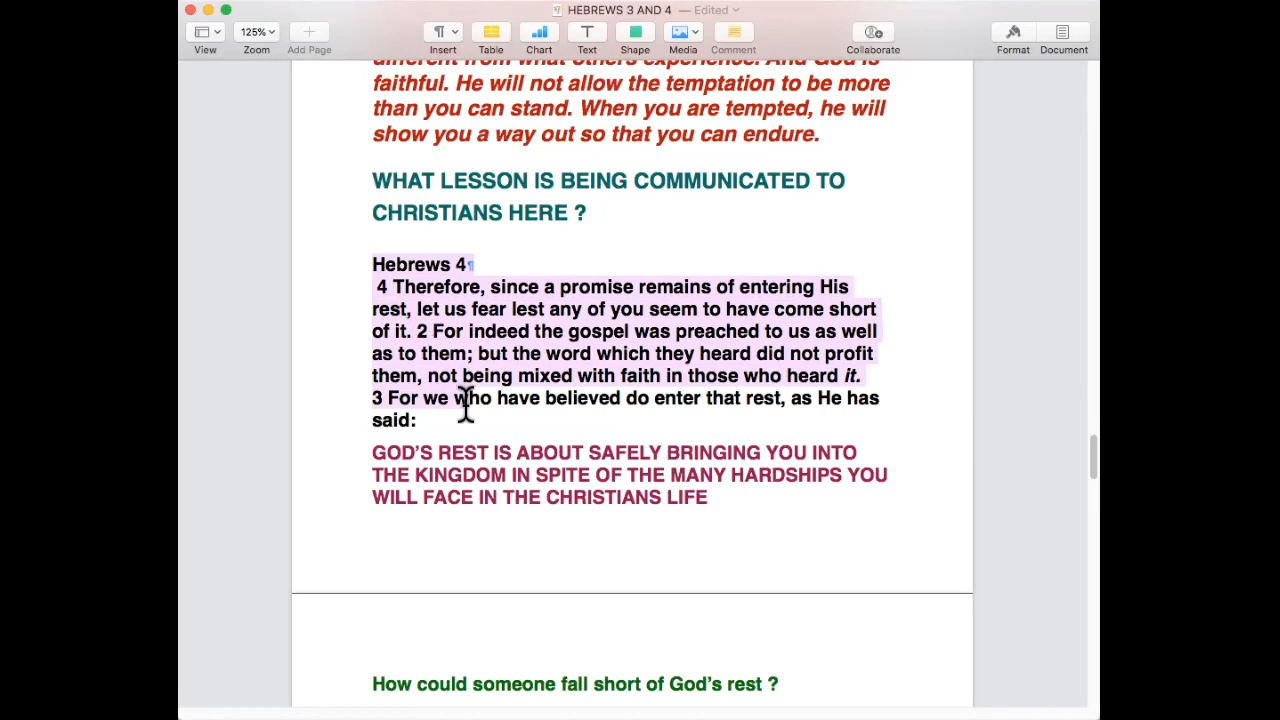 HEBREWS 3 AND 4 — Edited
125%
View Zoom Add Page Insert Table Chart Text Shape Media Comment Collaborate Format Document
different from what others experience. And God is
faithful. He will not allow the temptation to be more
than you can stand. When you are tempted, he will
show you a way out so that you can endure.
WHAT LESSON IS BEING COMMUNICATED TO
CHRISTIANS HERE ?
Hebrews 4¶
4 Therefore, since a promise remains of entering His
rest, let us fear lest any of you seem to have come short
of it. 2 For indeed the gospel was preached to us as well
as to them; but the word which they heard did not profit
them, not being mixed with faith in those who heard it.
3 For we who have believed do enter that rest, as He has
said:
GOD’S REST IS ABOUT SAFELY BRINGING YOU INTO
THE KINGDOM IN SPITE OF THE MANY HARDSHIPS YOU
WILL FACE IN THE CHRISTIANS LIFE
How could someone fall short of God’s rest ?